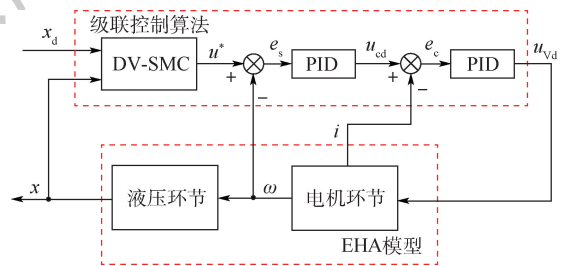 级联控制算法
x_d
DV-SMC
u*
+
−
e_s
PID
u_cd
+
−
e_c
PID
u_Vd
i
x
液压环节
ω
电机环节
EHA模型